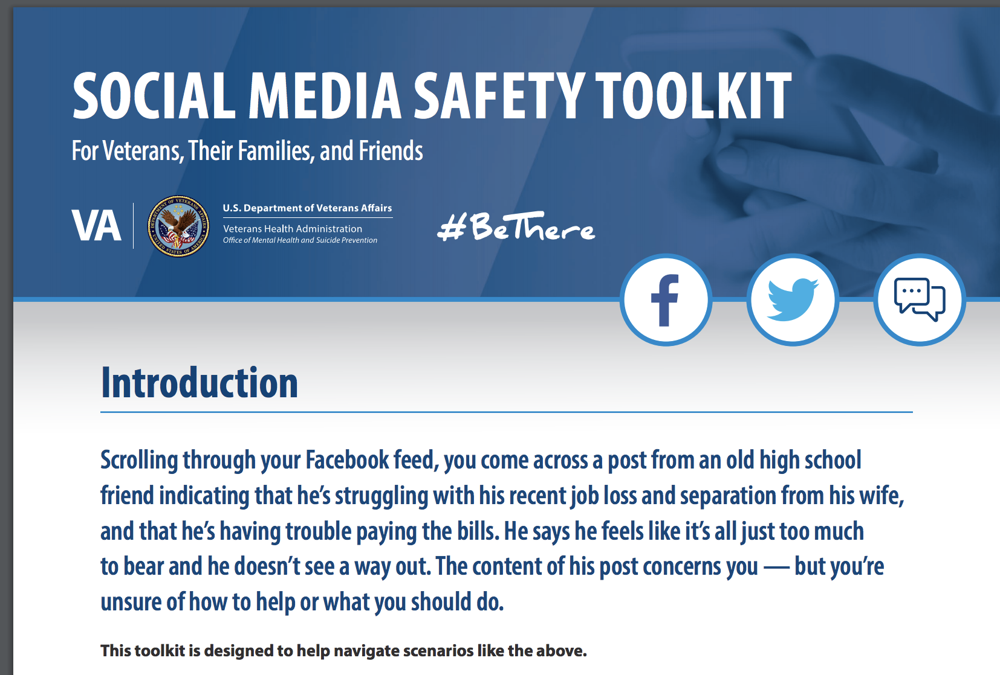 SOCIAL MEDIA SAFETY TOOLKIT
For Veterans, Their Families, and Friends
VA
DEPARTMENT OF VETERANS AFFAIRS
UNITED STATES OF AMERICA
U.S. Department of Veterans Affairs
Veterans Health Administration
Office of Mental Health and Suicide Prevention
#BeThere
f
Introduction
Scrolling through your Facebook feed, you come across a post from an old high school
friend indicating that he’s struggling with his recent job loss and separation from his wife,
and that he’s having trouble paying the bills. He says he feels like it’s all just too much
to bear and he doesn’t see a way out. The content of his post concerns you — but you’re
unsure of how to help or what you should do.
This toolkit is designed to help navigate scenarios like the above.